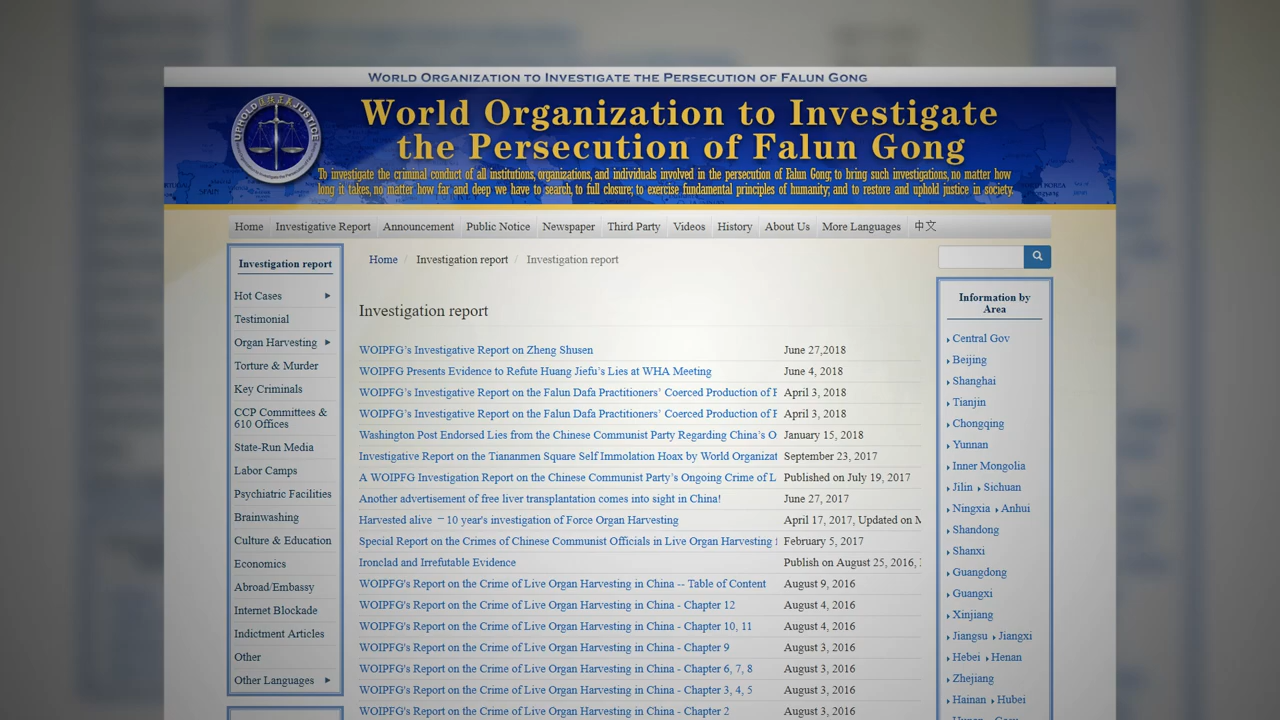 WORLD ORGANIZATION TO INVESTIGATE THE PERSECUTION OF FALUN GONG
UPHOLD JUSTICE
World Organization to Investigate
the Persecution of Falun Gong
To investigate the criminal conduct of all institutions, organizations, and individuals involved in the persecution of Falun Gong; to bring such investigations, no matter how
long it takes, no matter how far and deep we have to search, to full closure; to exercise fundamental principles of humanity; and to restore and uphold justice in society.
Home Investigative Report Announcement Public Notice Newspaper Third Party Videos History About Us More Languages 中文
Investigation report
Hot Cases
Testimonial
Organ Harvesting
Torture & Murder
Key Criminals
CCP Committees &
610 Offices
State-Run Media
Labor Camps
Psychiatric Facilities
Brainwashing
Culture & Education
Economics
Abroad/Embassy
Internet Blockade
Indictment Articles
Other
Other Languages
Home / Investigation report / Investigation report
Investigation report
WOIPFG's Investigative Report on Zheng Shusen June 27,2018
WOIPFG Presents Evidence to Refute Huang Jiefu's Lies at WHA Meeting June 4, 2018
WOIPFG's Investigative Report on the Falun Dafa Practitioners' Coerced Production of April 3, 2018
WOIPFG's Investigative Report on the Falun Dafa Practitioners' Coerced Production of April 3, 2018
Washington Post Endorsed Lies from the Chinese Communist Party Regarding China's O January 15, 2018
Investigative Report on the Tiananmen Square Self Immolation Hoax by World Organizat September 23, 2017
A WOIPFG Investigation Report on the Chinese Communist Party's Ongoing Crime of L Published on July 19, 2017
Another advertisement of free liver transplantation comes into sight in China! June 27, 2017
Harvested alive －10 year's investigation of Force Organ Harvesting April 17, 2017, Updated on M
Special Report on the Crimes of Chinese Communist Officials in Live Organ Harvesting February 5, 2017
Ironclad and Irrefutable Evidence Publish on August 25, 2016,
WOIPFG's Report on the Crime of Live Organ Harvesting in China -- Table of Content August 9, 2016
WOIPFG's Report on the Crime of Live Organ Harvesting in China - Chapter 12 August 4, 2016
WOIPFG's Report on the Crime of Live Organ Harvesting in China - Chapter 10, 11 August 4, 2016
WOIPFG's Report on the Crime of Live Organ Harvesting in China - Chapter 9 August 3, 2016
WOIPFG's Report on the Crime of Live Organ Harvesting in China - Chapter 6, 7, 8 August 3, 2016
WOIPFG's Report on the Crime of Live Organ Harvesting in China - Chapter 3, 4, 5 August 3, 2016
WOIPFG's Report on the Crime of Live Organ Harvesting in China - Chapter 2 August 3, 2016
Information by
Area
Central Gov
Beijing
Shanghai
Tianjin
Chongqing
Yunnan
Inner Mongolia
Jilin Sichuan
Ningxia Anhui
Shandong
Shanxi
Guangdong
Guangxi
Xinjiang
Jiangsu Jiangxi
Hebei Henan
Zhejiang
Hainan Hubei